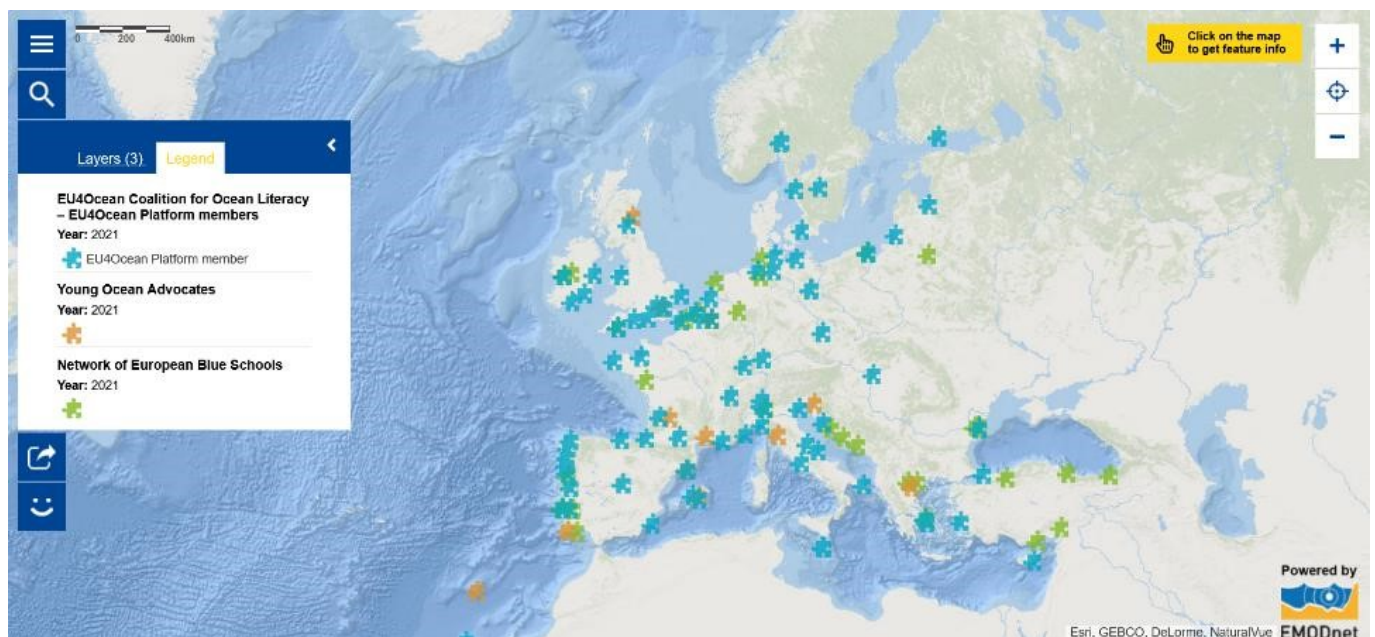 0 200 400km
Click on the map
to get feature info
+
-
Layers (3) Legend
EU4Ocean Coalition for Ocean Literacy
– EU4Ocean Platform members
Year: 2021
EU4Ocean Platform member
Young Ocean Advocates
Year: 2021
Network of European Blue Schools
Year: 2021
Powered by
EMODnet
Esri, GEBCO, DeLorme, NaturalVue